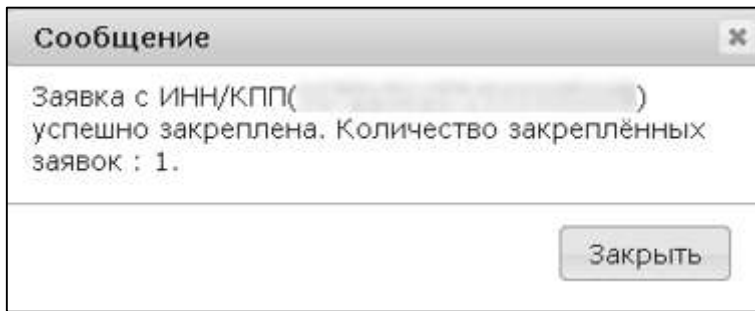 Сообщение
Заявка с ИНН/КПП( )
успешно закреплена. Количество закреплённых
заявок : 1.
Закрыть